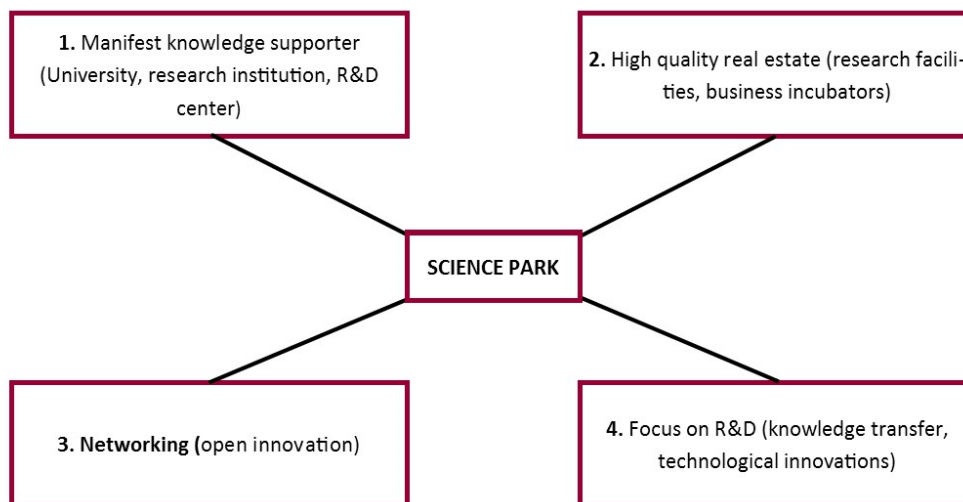 1. Manifest knowledge supporter
(University, research institution, R&D
center)
2. High quality real estate (research facili-
ties, business incubators)
SCIENCE PARK
3. Networking (open innovation)
4. Focus on R&D (knowledge transfer,
technological innovations)